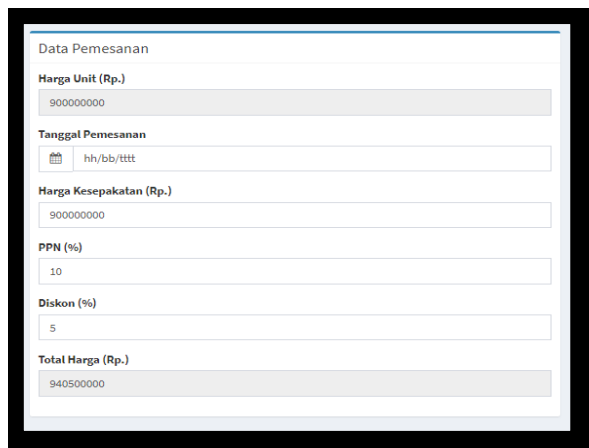 Data Pemesanan
Harga Unit (Rp.)
900000000
Tanggal Pemesanan
hh/bb/tttt
Harga Kesepakatan (Rp.)
900000000
PPN (%)
10
Diskon (%)
5
Total Harga (Rp.)
940500000